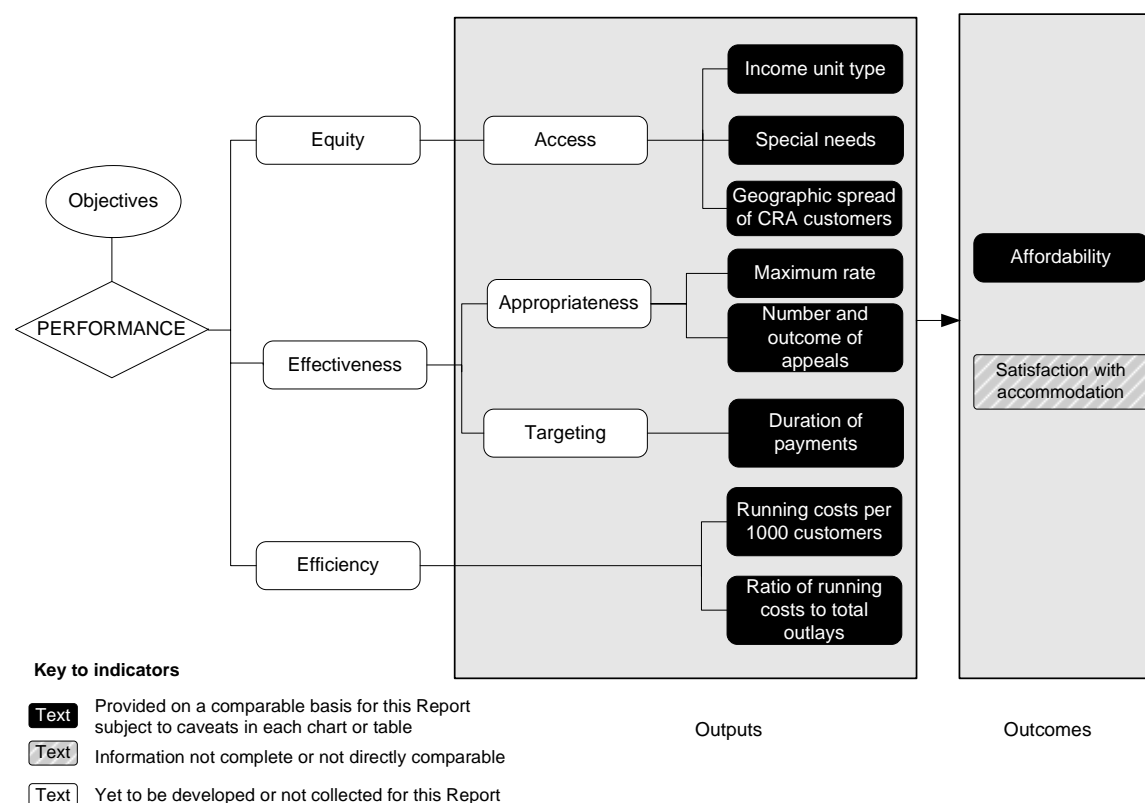 Objectives
PERFORMANCE
Equity
Access
Income unit type
Special needs
Geographic spread
of CRA customers
Effectiveness
Appropriateness
Maximum rate
Number and
outcome of
appeals
Targeting
Duration of
payments
Efficiency
Running costs per
1000 customers
Ratio of running
costs to total
outlays
Affordability
Satisfaction with
accommodation
Outputs
Outcomes
Key to indicators
Text
Provided on a comparable basis for this Report
subject to caveats in each chart or table
Text
Information not complete or not directly comparable
Text
Yet to be developed or not collected for this Report